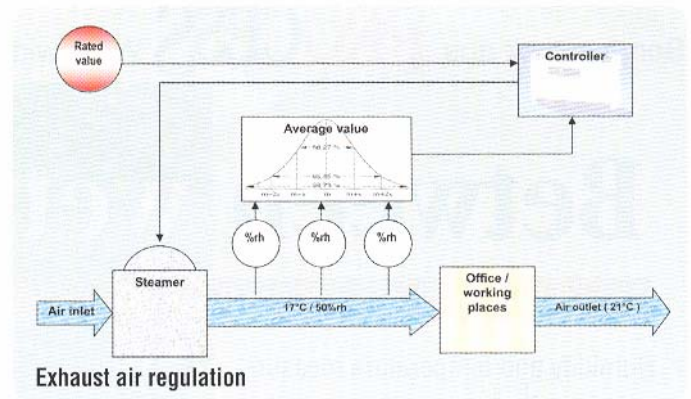 Rated
value
Controller
Average value
%rh
%rh
%rh
Steamer
Office /
working
places
Air inlet
17°C / 50%rh
Air outlet ( 21°C )
Exhaust air regulation